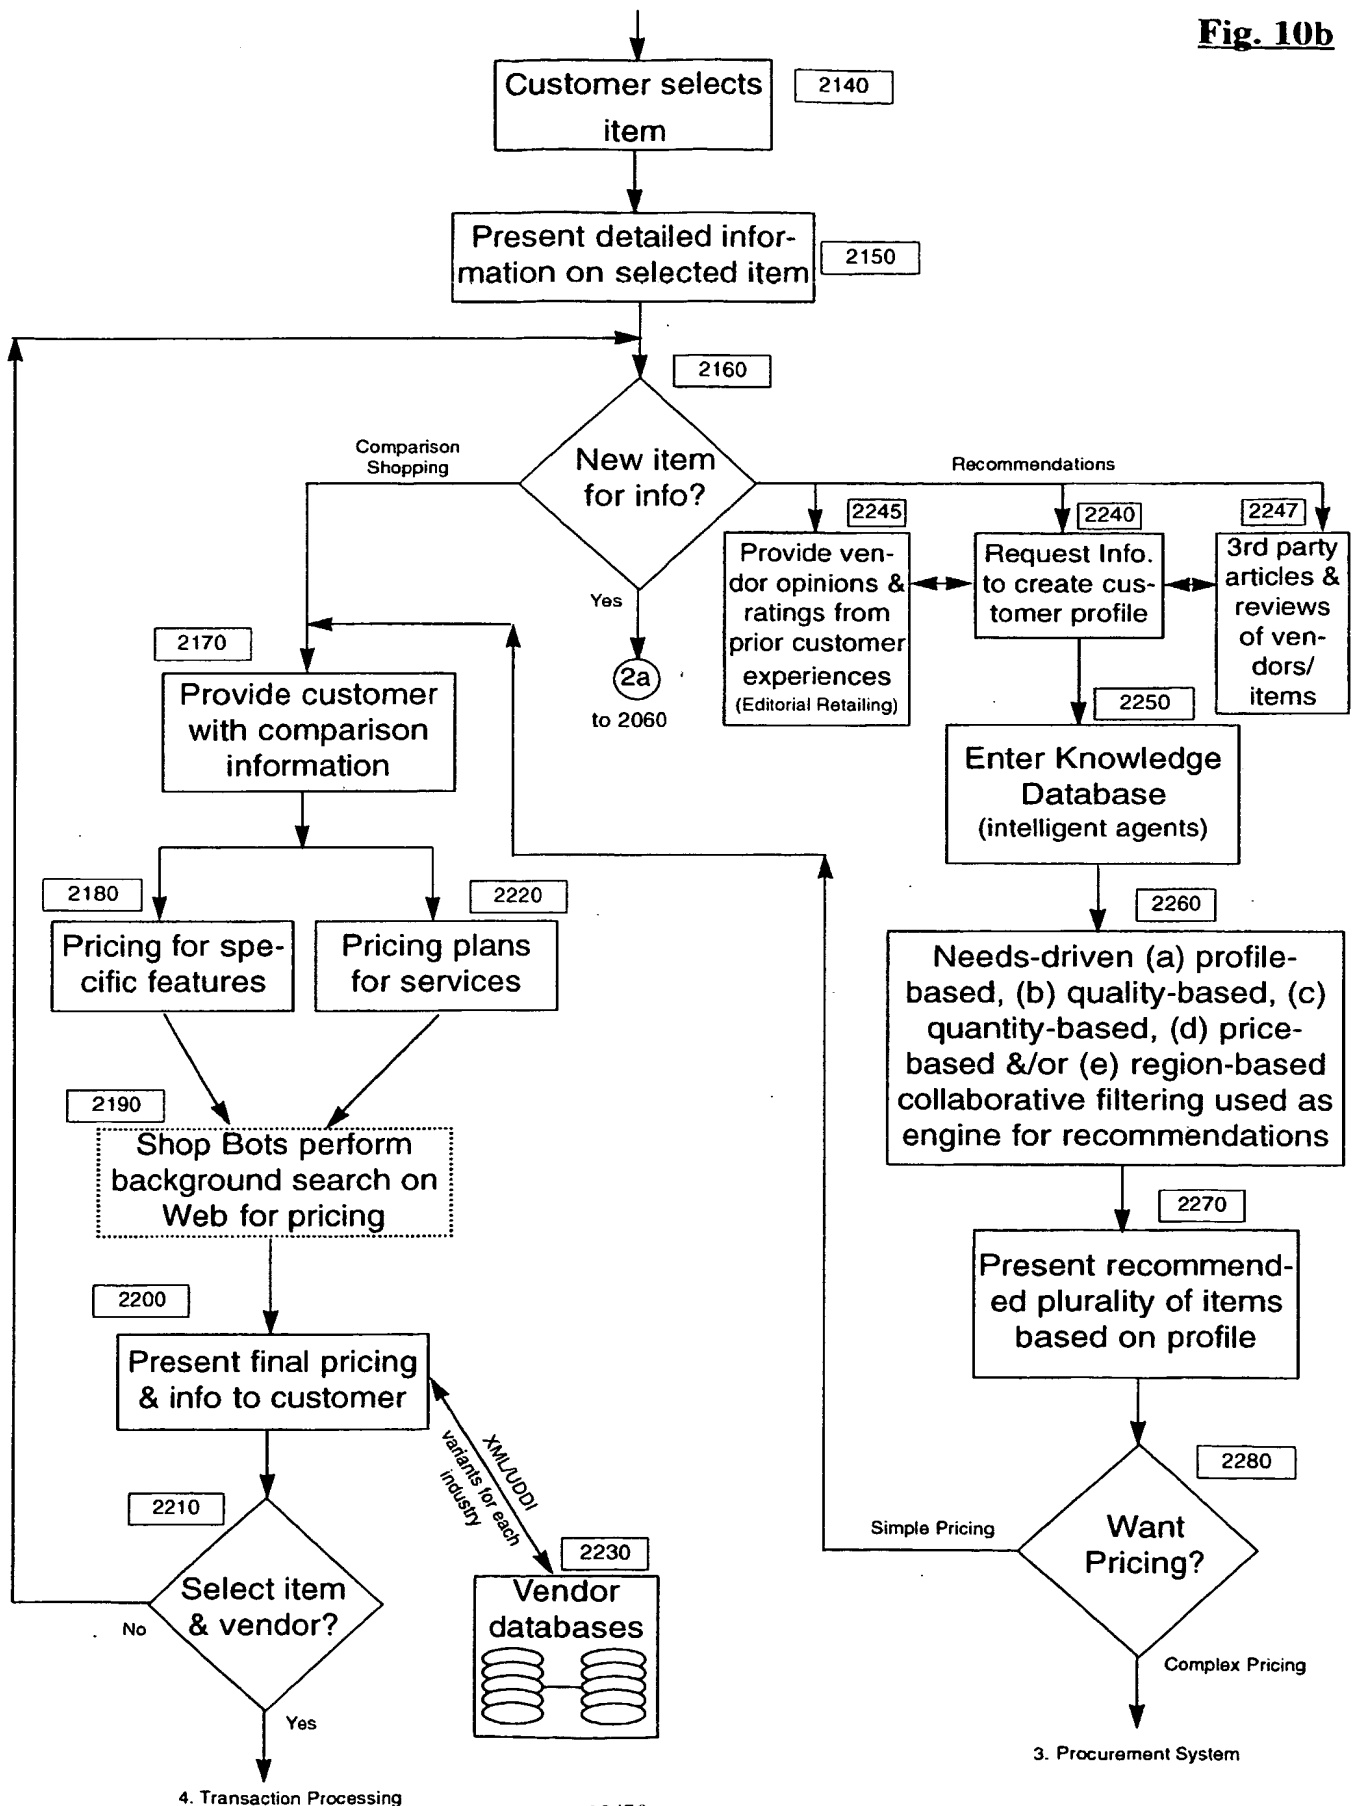 Fig. 10b
Customer selects
item
2140
Present detailed infor-
mation on selected item
2150
2160
New item
for info?
Comparison
Shopping
Recommendations
Yes
2a
to 2060
2245
Provide ven-
dor opinions &
ratings from
prior customer
experiences
(Editorial Retailing)
2240
Request Info.
to create cus-
tomer profile
2247
3rd party
articles &
reviews
of ven-
dors/
items
2170
Provide customer
with comparison
information
2250
Enter Knowledge
Database
(intelligent agents)
2180
Pricing for spe-
cific features
2220
Pricing plans
for services
2260
Needs-driven (a) profile-
based, (b) quality-based, (c)
quantity-based, (d) price-
based &/or (e) region-based
collaborative filtering used as
engine for recommendations
2190
Shop Bots perform
background search on
Web for pricing
2270
Present recommend-
ed plurality of items
based on profile
2200
Present final pricing
& info to customer
XML/UDDI
variants for each
industry
2210
Select item
& vendor?
No
Yes
4. Transaction Processing
2230
Vendor
databases
2280
Want
Pricing?
Simple Pricing
Complex Pricing
3. Procurement System